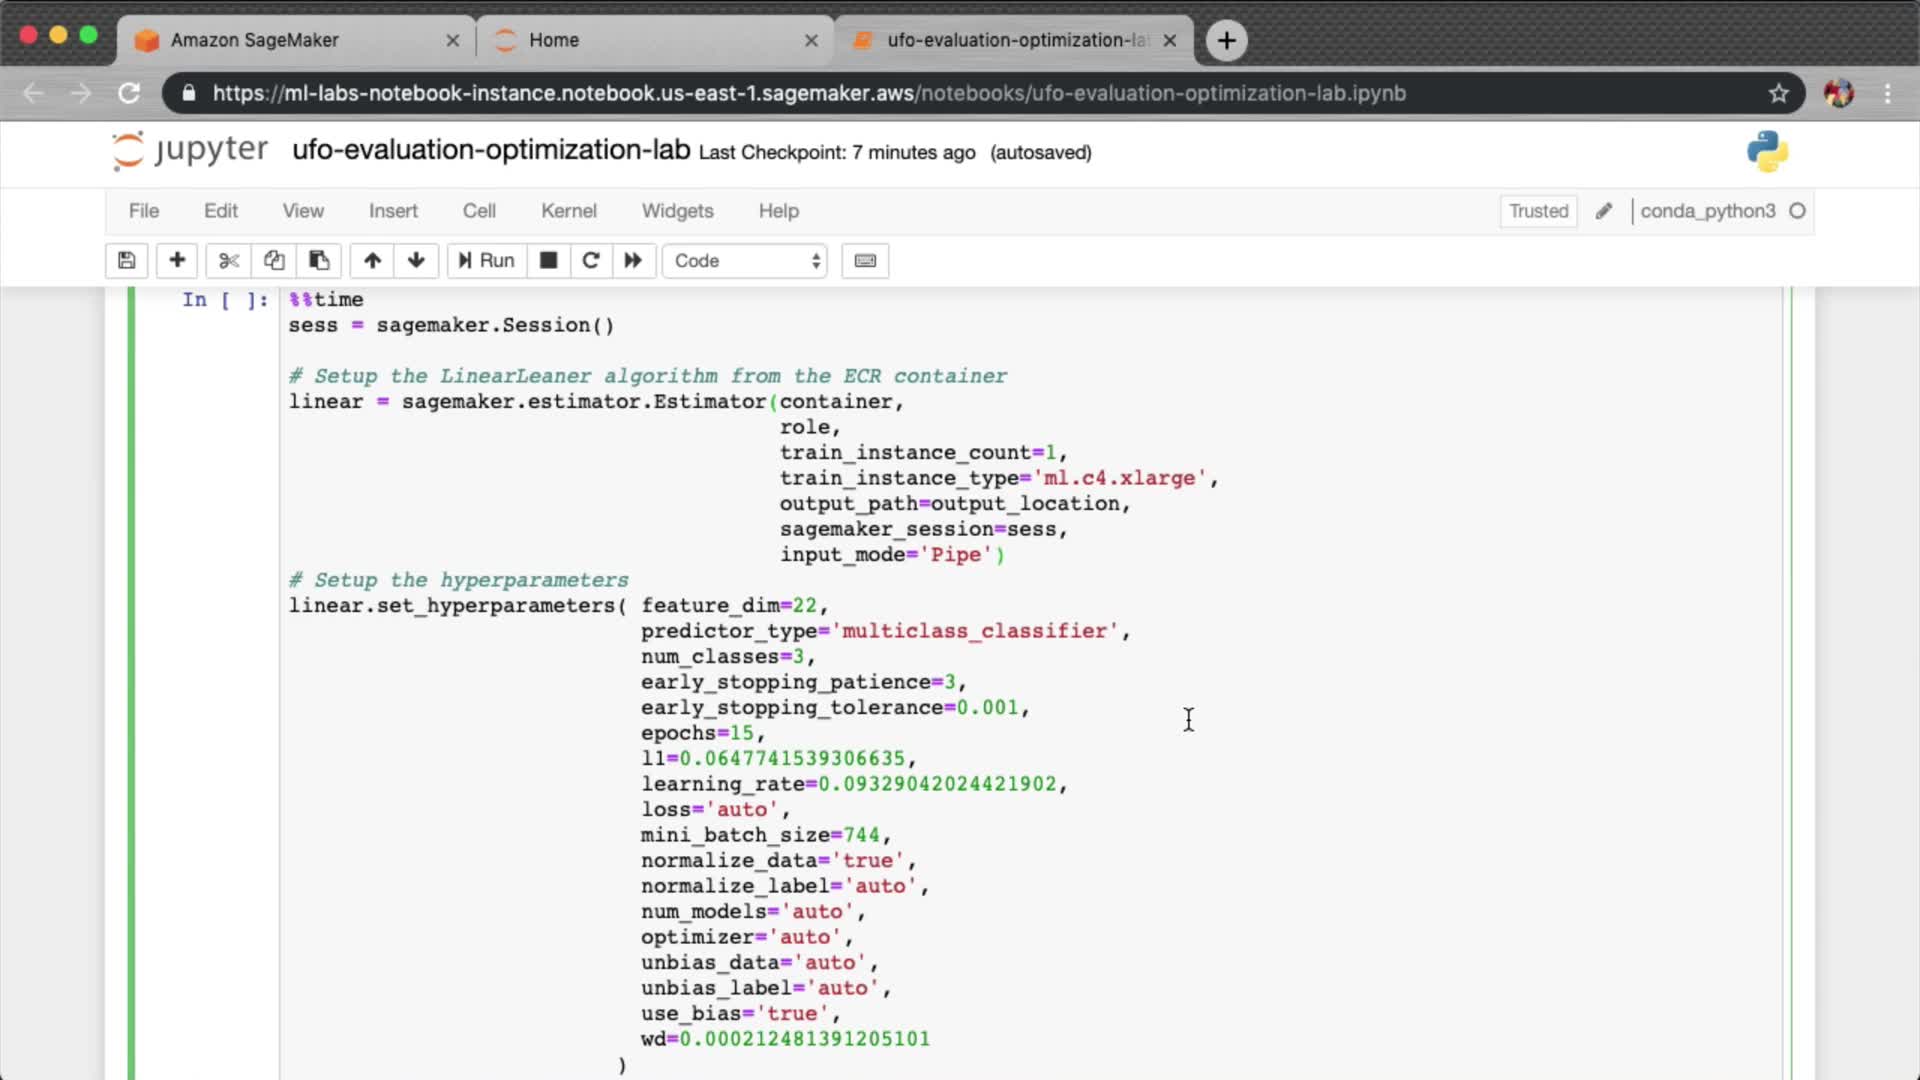 Amazon SageMaker
Home
ufo-evaluation-optimization-la
https://ml-labs-notebook-instance.notebook.us-east-1.sagemaker.aws/notebooks/ufo-evaluation-optimization-lab.ipynb
jupyter ufo-evaluation-optimization-lab Last Checkpoint: 7 minutes ago (autosaved)
File Edit View Insert Cell Kernel Widgets Help Trusted conda_python3
Run Code
In [ ]: %%time
sess = sagemaker.Session()
# Setup the LinearLeaner algorithm from the ECR container
linear = sagemaker.estimator.Estimator(container,
role,
train_instance_count=1,
train_instance_type='ml.c4.xlarge',
output_path=output_location,
sagemaker_session=sess,
input_mode='Pipe')
# Setup the hyperparameters
linear.set_hyperparameters( feature_dim=22,
predictor_type='multiclass_classifier',
num_classes=3,
early_stopping_patience=3,
early_stopping_tolerance=0.001,
epochs=15,
l1=0.0647741539306635,
learning_rate=0.09329042024421902,
loss='auto',
mini_batch_size=744,
normalize_data='true',
normalize_label='auto',
num_models='auto',
optimizer='auto',
unbias_data='auto',
unbias_label='auto',
use_bias='true',
wd=0.000212481391205101
)